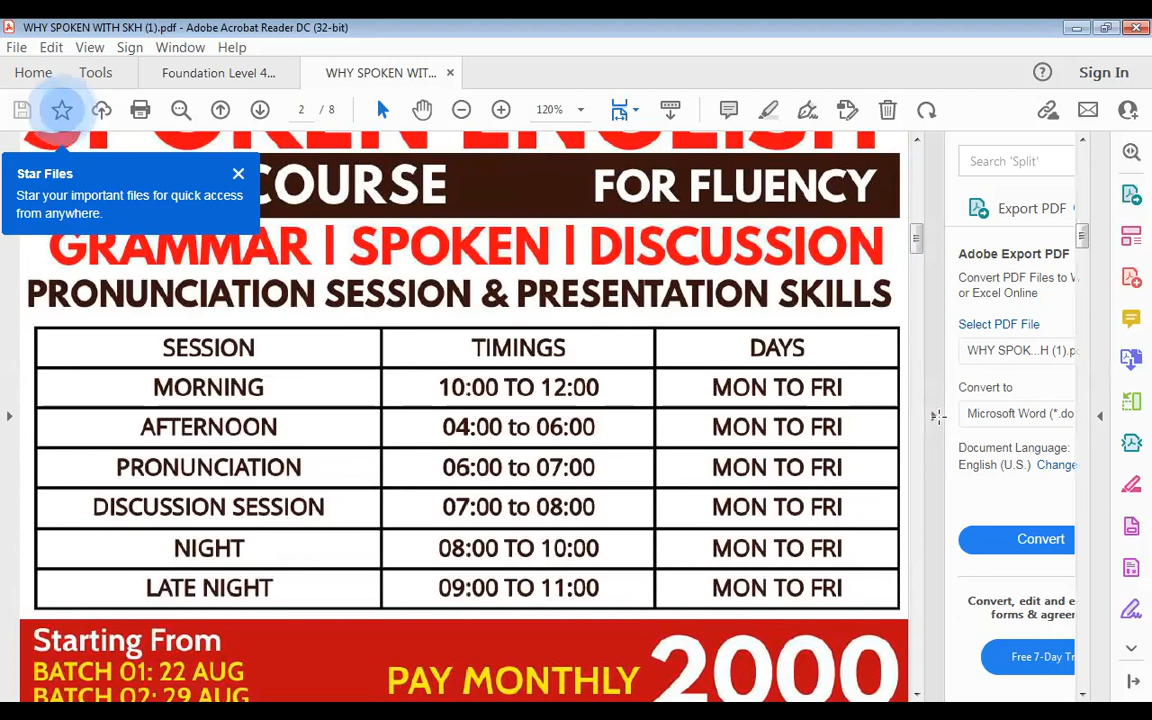 WHY SPOKEN WITH SKH (1).pdf - Adobe Acrobat Reader DC (32-bit)
File Edit View Sign Window Help
Home Tools Foundation Level 4... WHY SPOKEN WIT... Sign In
2 / 8 120%
SPOKEN ENGLISH
Star Files
Star your important files for quick access
from anywhere.
COURSE FOR FLUENCY
GRAMMAR | SPOKEN | DISCUSSION
PRONUNCIATION SESSION & PRESENTATION SKILLS
SESSION TIMINGS DAYS
MORNING 10:00 TO 12:00 MON TO FRI
AFTERNOON 04:00 to 06:00 MON TO FRI
PRONUNCIATION 06:00 to 07:00 MON TO FRI
DISCUSSION SESSION 07:00 to 08:00 MON TO FRI
NIGHT 08:00 TO 10:00 MON TO FRI
LATE NIGHT 09:00 TO 11:00 MON TO FRI
Starting From
BATCH 01: 22 AUG
BATCH 02: 29 AUG
PAY MONTHLY 2000
Search 'Split'
Export PDF
Adobe Export PDF
Convert PDF Files to W
or Excel Online
Select PDF File
WHY SPOK...H (1).p
Convert to
Microsoft Word (*.do
Document Language:
English (U.S.) Change
Convert
Convert, edit and e
forms & agree
Free 7-Day Tr